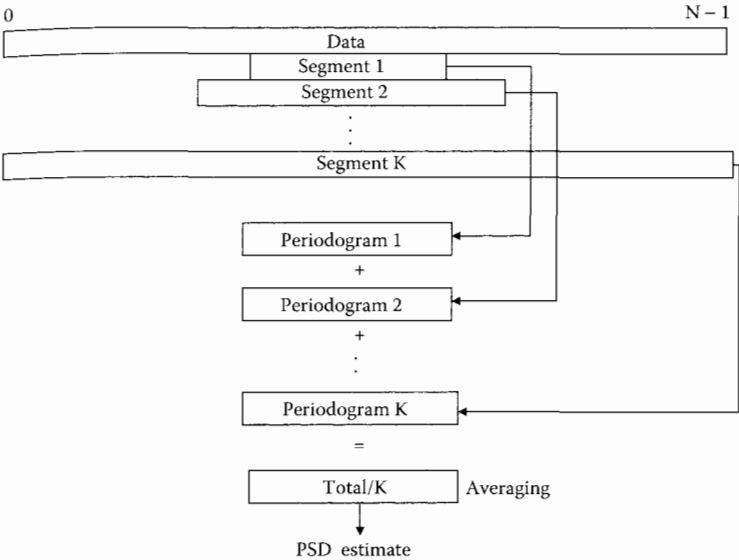 0 N – 1
Data
Segment 1
Segment 2
.
.
.
Segment K
Periodogram 1
+
Periodogram 2
+
.
.
Periodogram K
=
Total/K Averaging
PSD estimate